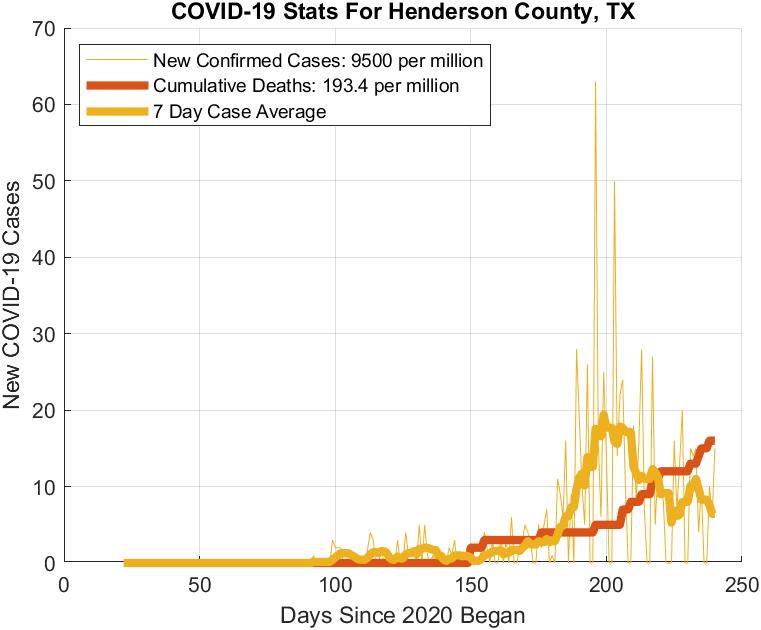 COVID-19 Stats For Henderson County, TX
New Confirmed Cases: 9500 per million
Cumulative Deaths: 193.4 per million
7 Day Case Average
New COVID-19 Cases
70
60
50
40
30
20
10
0
0 50 100 150 200 250
Days Since 2020 Began